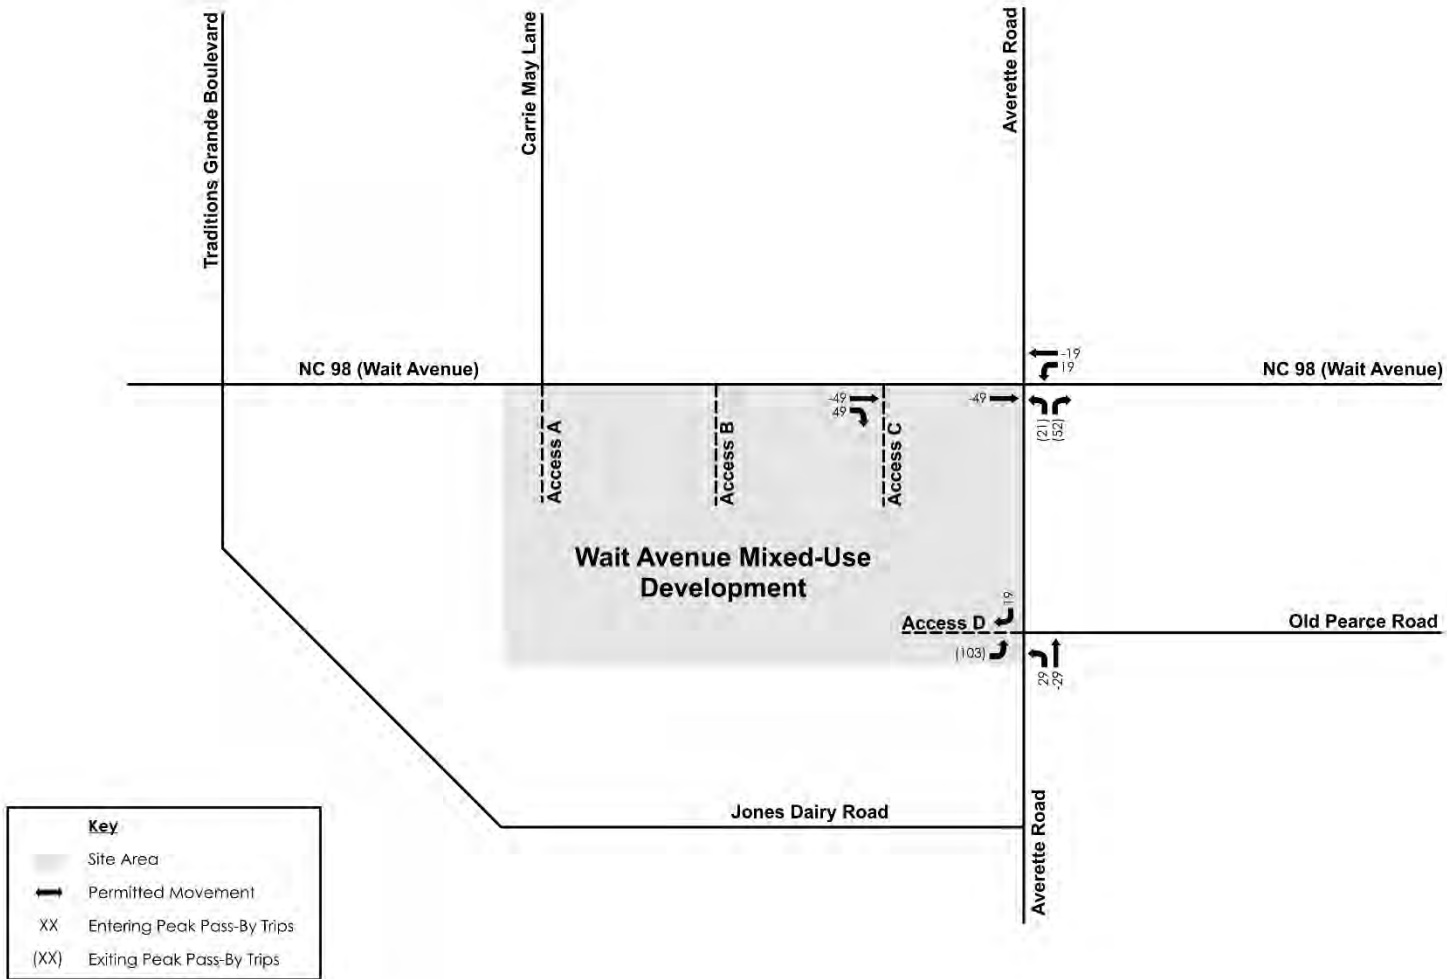 Traditions Grande Boulevard
Carrie May Lane
Averette Road
-19
19
NC 98 (Wait Avenue)
NC 98 (Wait Avenue)
-49
49
-49
(21)
(52)
Access A
Access B
Access C
Wait Avenue Mixed-Use
Development
19
Access D
Old Pearce Road
(103)
29
-29
Jones Dairy Road
Averette Road
Key
Site Area
Permitted Movement
XX Entering Peak Pass-By Trips
(XX) Exiting Peak Pass-By Trips